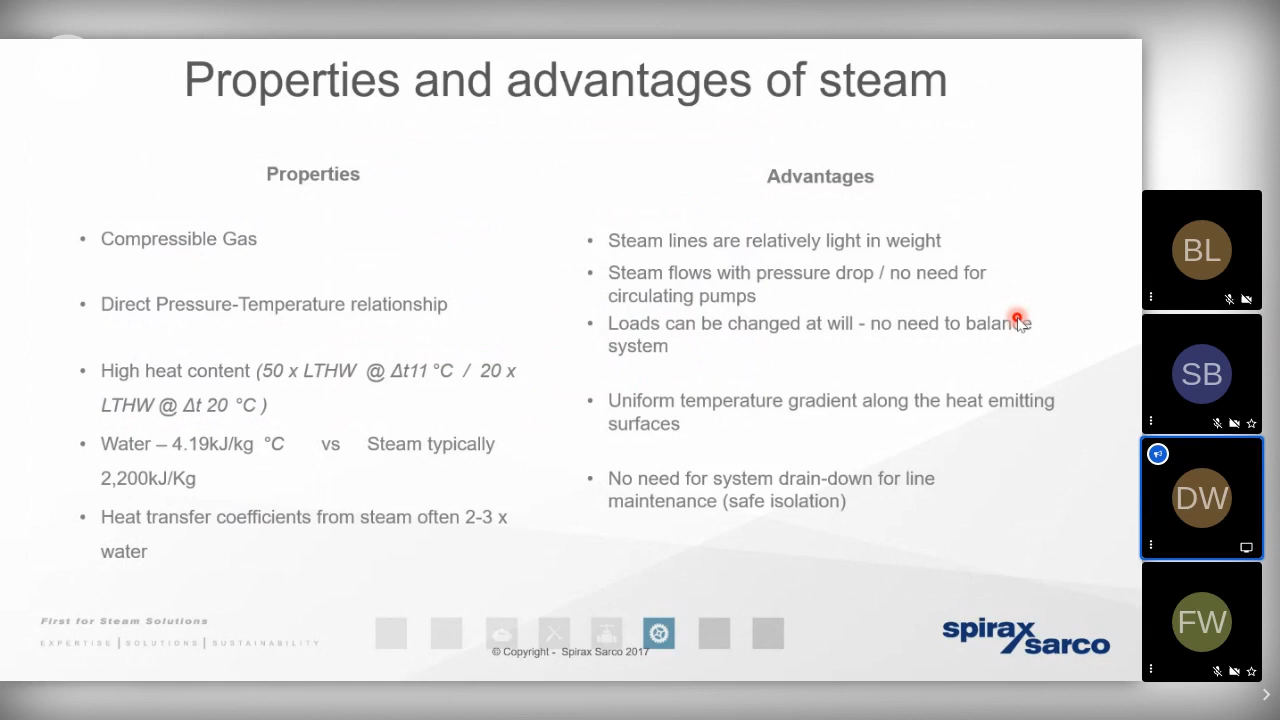 Properties and advantages of steam
Properties
• Compressible Gas
• Direct Pressure-Temperature relationship
• High heat content (50 x LTHW @ Δt11 °C / 20 x
LTHW @ Δt 20 °C )
• Water – 4.19kJ/kg °C vs Steam typically
2,200kJ/Kg
• Heat transfer coefficients from steam often 2-3 x
water
Advantages
• Steam lines are relatively light in weight
• Steam flows with pressure drop / no need for
circulating pumps
• Loads can be changed at will - no need to balance
system
• Uniform temperature gradient along the heat emitting
surfaces
• No need for system drain-down for line
maintenance (safe isolation)
First for Steam Solutions
EXPERTISE | SOLUTIONS | SUSTAINABILITY
© Copyright - Spirax Sarco 2017
spirax
sarco
BL
SB
DW
FW